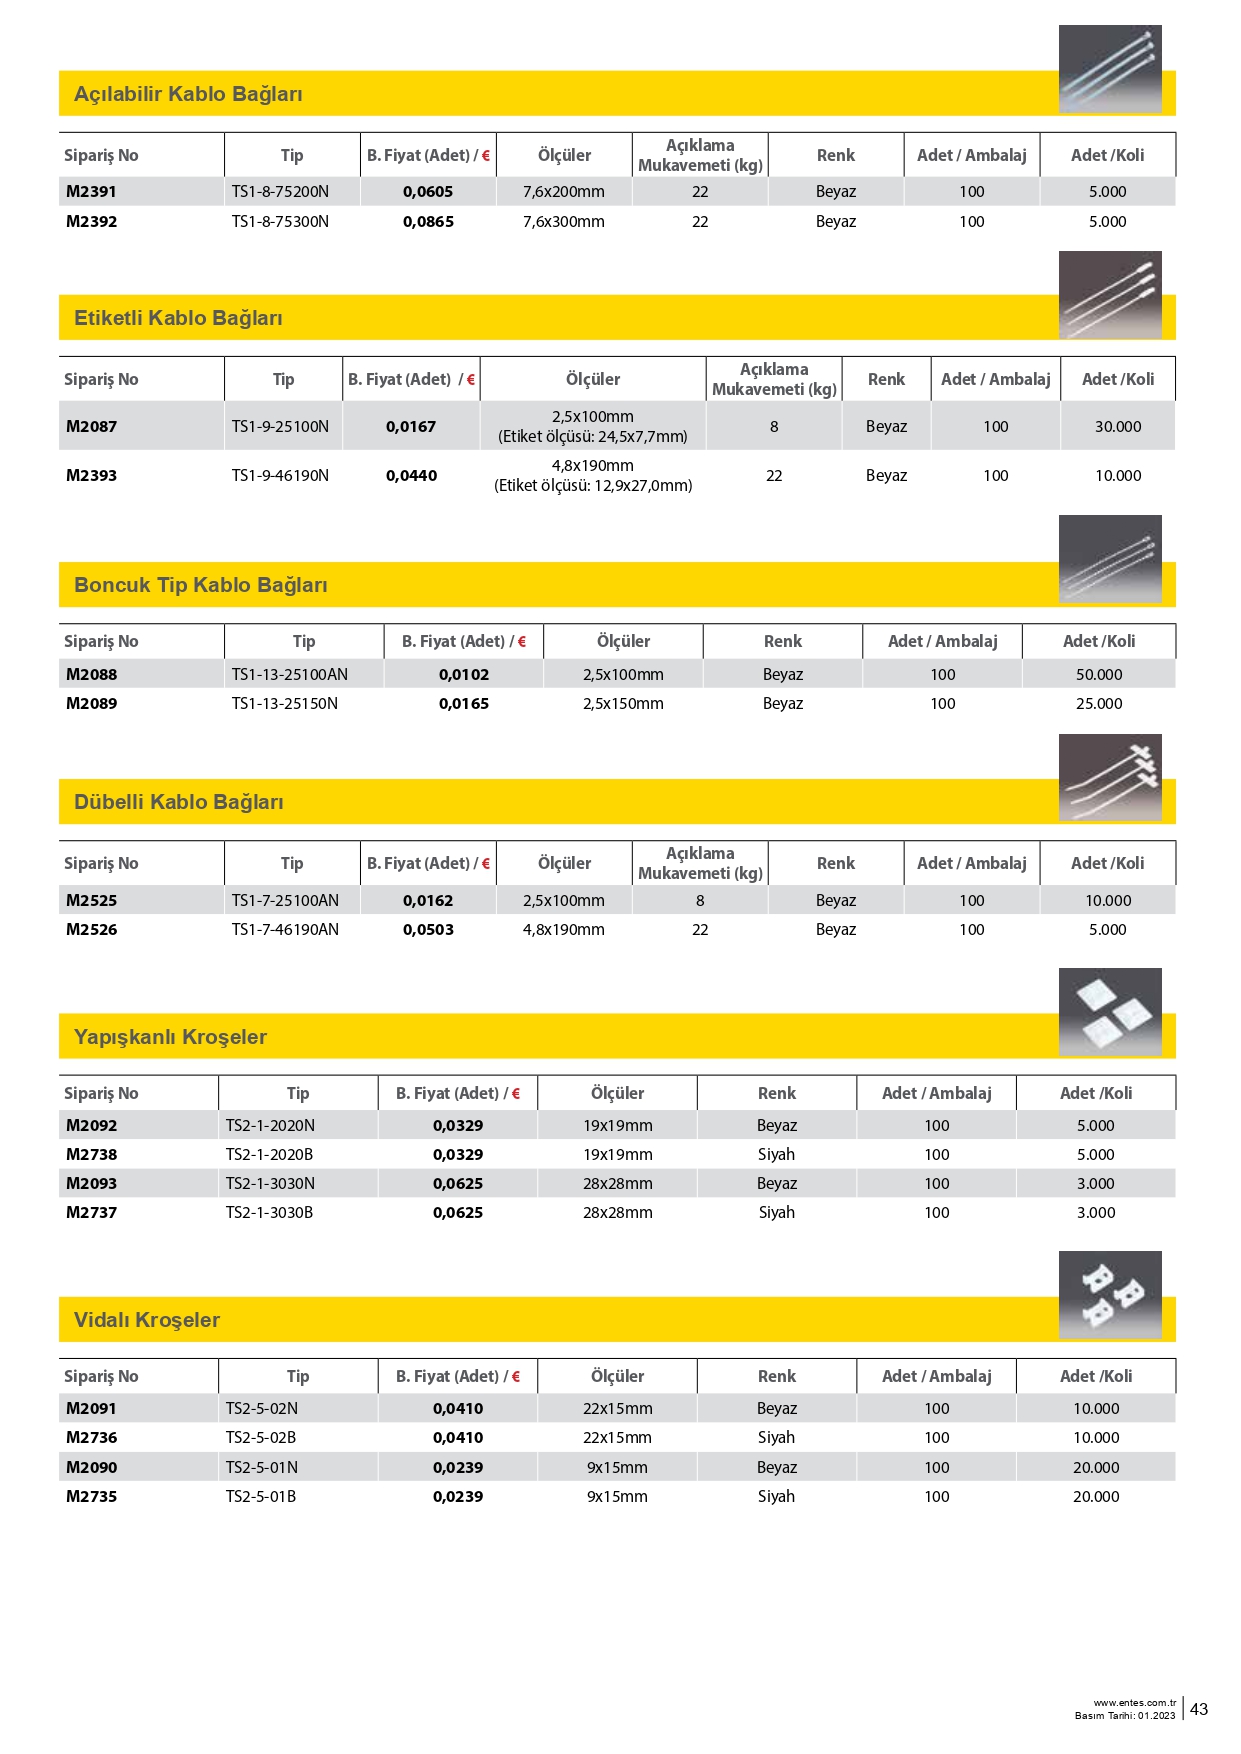 Açılabilir Kablo Bağları
Sipariş No Tip B. Fiyat (Adet) / € Ölçüler Açıklama Mukavemeti (kg) Renk Adet / Ambalaj Adet /Koli
M2391 TS1-8-75200N 0,0605 7,6x200mm 22 Beyaz 100 5.000
M2392 TS1-8-75300N 0,0865 7,6x300mm 22 Beyaz 100 5.000
Etiketli Kablo Bağları
Sipariş No Tip B. Fiyat (Adet) / € Ölçüler Açıklama Mukavemeti (kg) Renk Adet / Ambalaj Adet /Koli
M2087 TS1-9-25100N 0,0167 2,5x100mm (Etiket ölçüsü: 24,5x7,7mm) 8 Beyaz 100 30.000
M2393 TS1-9-46190N 0,0440 4,8x190mm (Etiket ölçüsü: 12,9x27,0mm) 22 Beyaz 100 10.000
Boncuk Tip Kablo Bağları
Sipariş No Tip B. Fiyat (Adet) / € Ölçüler Renk Adet / Ambalaj Adet /Koli
M2088 TS1-13-25100AN 0,0102 2,5x100mm Beyaz 100 50.000
M2089 TS1-13-25150N 0,0165 2,5x150mm Beyaz 100 25.000
Dübelli Kablo Bağları
Sipariş No Tip B. Fiyat (Adet) / € Ölçüler Açıklama Mukavemeti (kg) Renk Adet / Ambalaj Adet /Koli
M2525 TS1-7-25100AN 0,0162 2,5x100mm 8 Beyaz 100 10.000
M2526 TS1-7-46190AN 0,0503 4,8x190mm 22 Beyaz 100 5.000
Yapışkanlı Kroşeler
Sipariş No Tip B. Fiyat (Adet) / € Ölçüler Renk Adet / Ambalaj Adet /Koli
M2092 TS2-1-2020N 0,0329 19x19mm Beyaz 100 5.000
M2738 TS2-1-2020B 0,0329 19x19mm Siyah 100 5.000
M2093 TS2-1-3030N 0,0625 28x28mm Beyaz 100 3.000
M2737 TS2-1-3030B 0,0625 28x28mm Siyah 100 3.000
Vidalı Kroşeler
Sipariş No Tip B. Fiyat (Adet) / € Ölçüler Renk Adet / Ambalaj Adet /Koli
M2091 TS2-5-02N 0,0410 22x15mm Beyaz 100 10.000
M2736 TS2-5-02B 0,0410 22x15mm Siyah 100 10.000
M2090 TS2-5-01N 0,0239 9x15mm Beyaz 100 20.000
M2735 TS2-5-01B 0,0239 9x15mm Siyah 100 20.000
www.entes.com.tr
Basım Tarihi: 01.2023 43